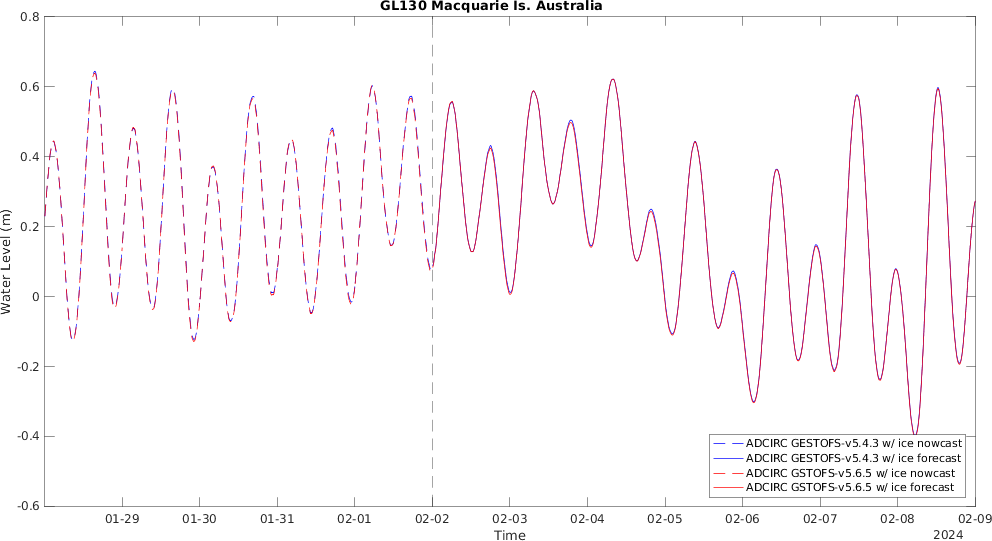 GL130 Macquarie Is. Australia
0.8
0.6
0.4
0.2
0
-0.2
-0.4
-0.6
Water Level (m)
ADCIRC GESTOFS-v5.4.3 w/ ice nowcast
ADCIRC GESTOFS-v5.4.3 w/ ice forecast
ADCIRC GSTOFS-v5.6.5 w/ ice nowcast
ADCIRC GSTOFS-v5.6.5 w/ ice forecast
01-29 01-30 01-31 02-01 02-02 02-03 02-04 02-05 02-06 02-07 02-08 02-09
Time
2024